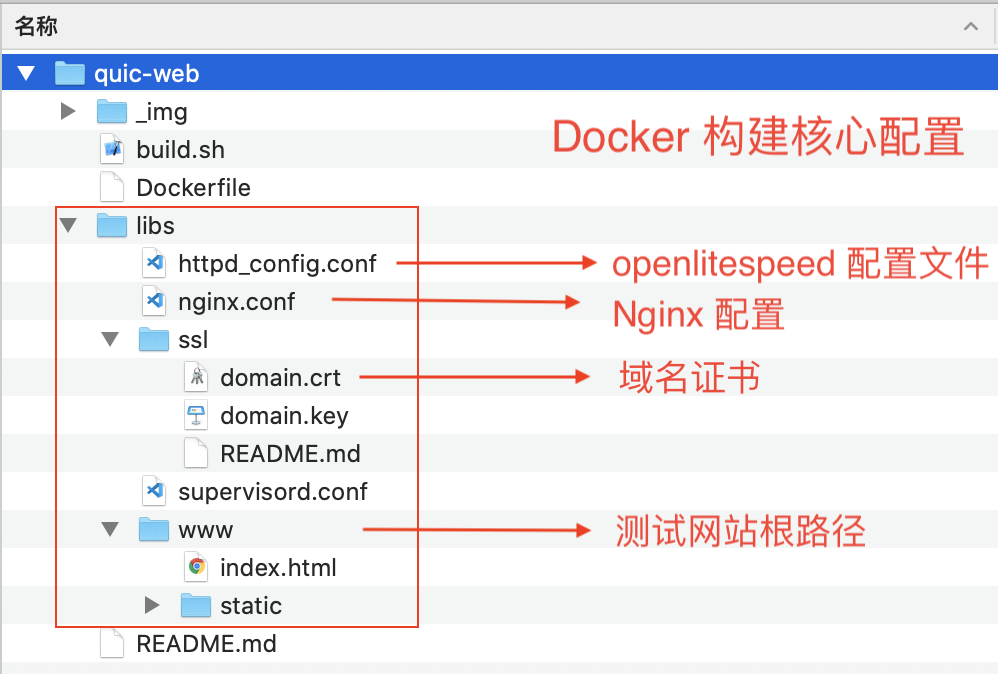 名称
quic-web
_img
Docker 构建核心配置
build.sh
Dockerfile
libs
httpd_config.conf openlitespeed 配置文件
nginx.conf Nginx 配置
ssl
domain.crt 域名证书
domain.key
README.md
supervisord.conf
www 测试网站根路径
index.html
static
README.md